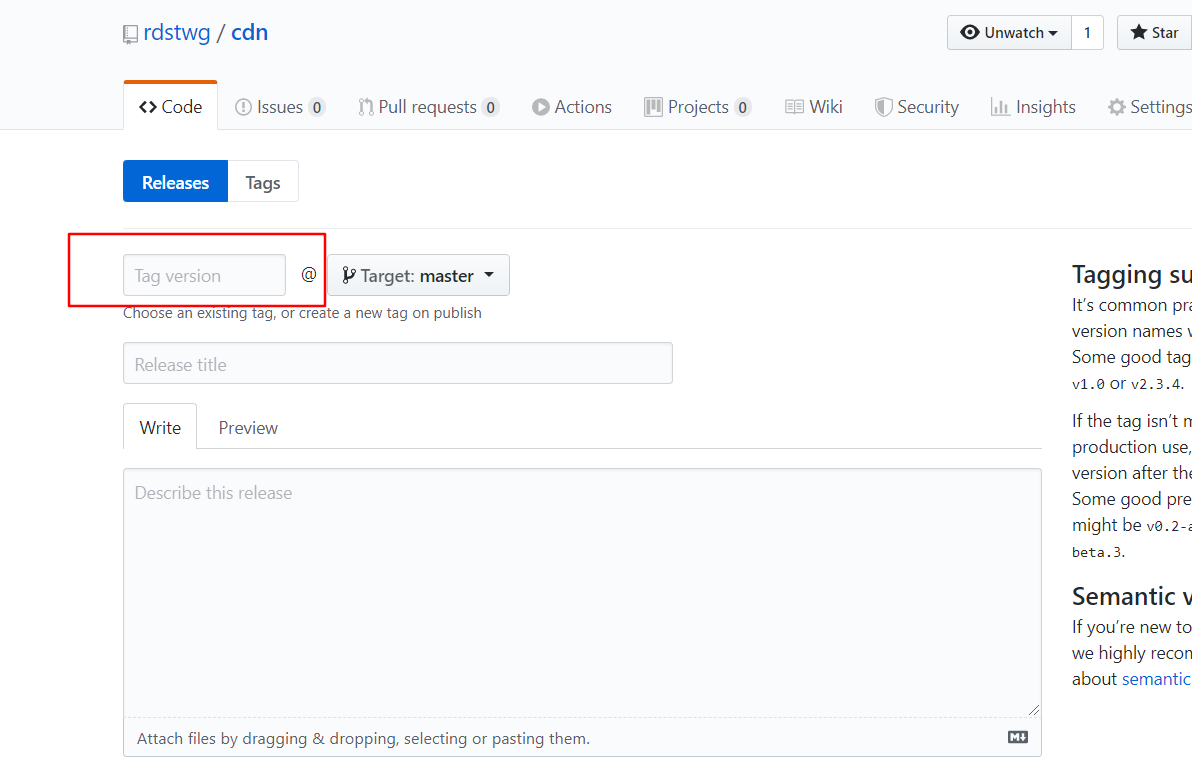 rdstwg / cdn
Unwatch 1 Star
Code Issues 0 Pull requests 0 Actions Projects 0 Wiki Security Insights Settings
Releases Tags
Tag version @ Target: master
Choose an existing tag, or create a new tag on publish
Release title
Write Preview
Describe this release
Attach files by dragging & dropping, selecting or pasting them.
Tagging su
It's common pra
version names v
Some good tag
v1.0 or v2.3.4.
If the tag isn't m
production use,
version after the
Some good pre
might be v0.2-a
beta.3.
Semantic v
If you're new to
we highly recom
about semantic